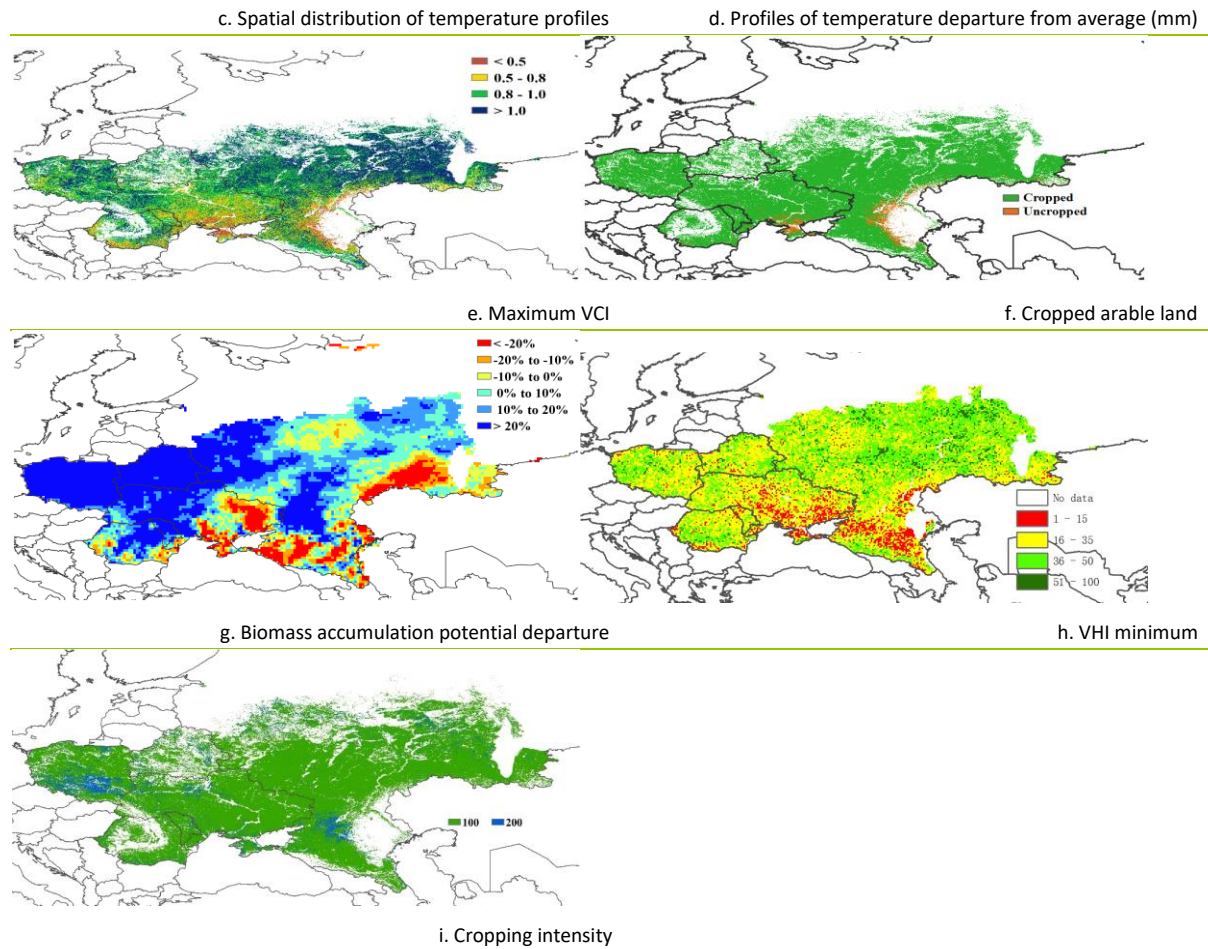 c. Spatial distribution of temperature profiles
d. Profiles of temperature departure from average (mm)
< 0.5
0.5 - 0.8
0.8 - 1.0
> 1.0
Cropped
Uncropped
e. Maximum VCI
f. Cropped arable land
< -20%
-20% to -10%
-10% to 0%
0% to 10%
10% to 20%
> 20%
No data
1 - 15
16 - 35
36 - 50
51 - 100
g. Biomass accumulation potential departure
h. VHI minimum
100 200
i. Cropping intensity